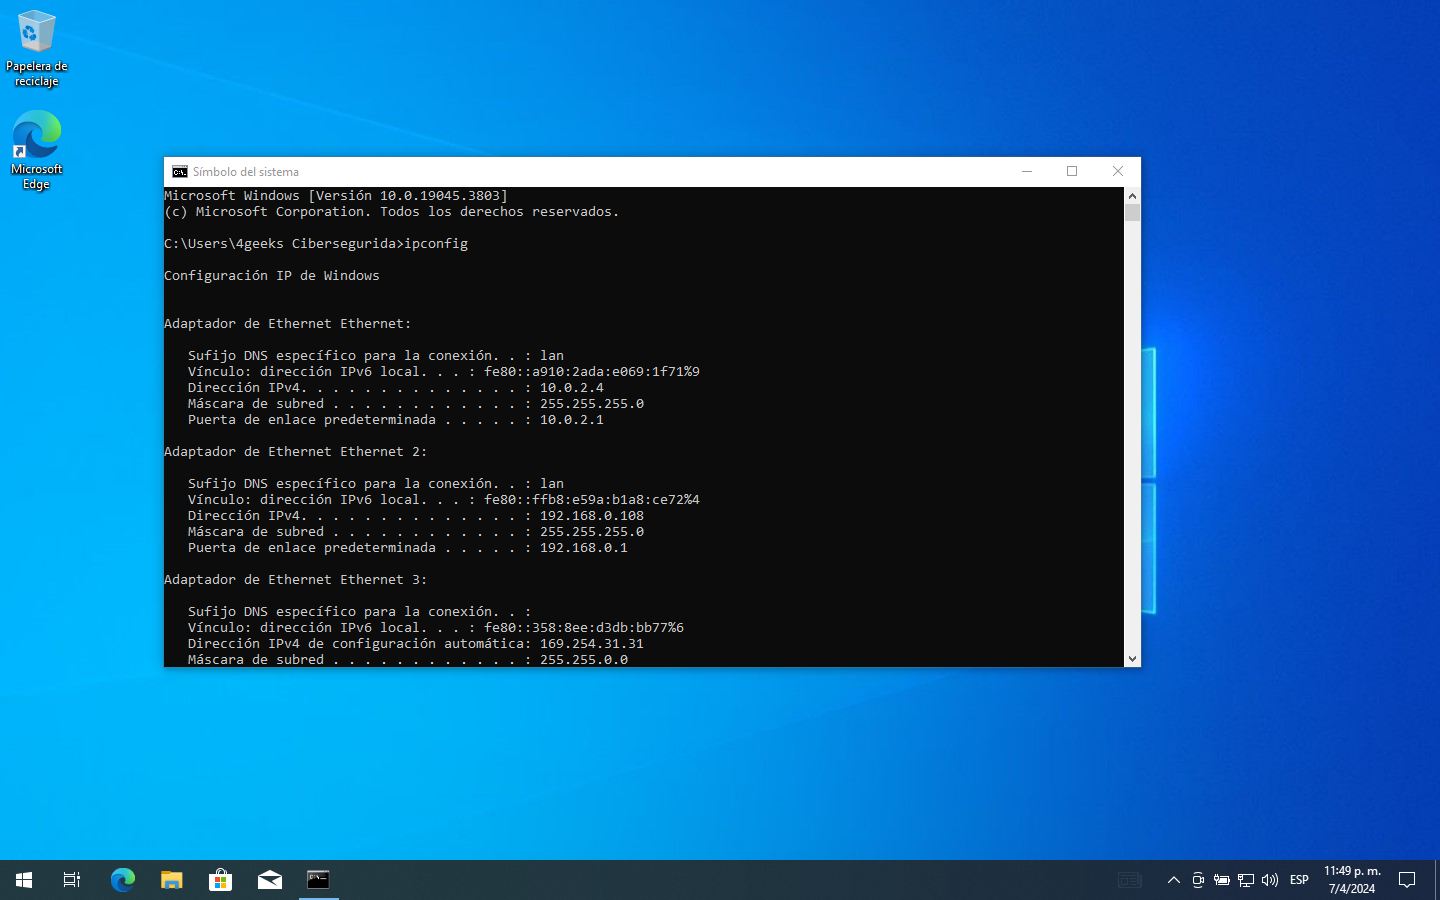 Papelera de
reciclaje
Microsoft
Edge
Símbolo del sistema
Microsoft Windows [Versión 10.0.19045.3803]
(c) Microsoft Corporation. Todos los derechos reservados.
C:\Users\4geeks Cibersegurida>ipconfig
Configuración IP de Windows
Adaptador de Ethernet Ethernet:
Sufijo DNS específico para la conexión. . : lan
Vínculo: dirección IPv6 local. . . : fe80::a910:2ada:e069:1f71%9
Dirección IPv4. . . . . . . . . . . . . . : 10.0.2.4
Máscara de subred . . . . . . . . . . . . : 255.255.255.0
Puerta de enlace predeterminada . . . . . : 10.0.2.1
Adaptador de Ethernet Ethernet 2:
Sufijo DNS específico para la conexión. . : lan
Vínculo: dirección IPv6 local. . . : fe80::ffb8:e59a:b1a8:ce72%4
Dirección IPv4. . . . . . . . . . . . . . : 192.168.0.108
Máscara de subred . . . . . . . . . . . . : 255.255.255.0
Puerta de enlace predeterminada . . . . . : 192.168.0.1
Adaptador de Ethernet Ethernet 3:
Sufijo DNS específico para la conexión. . :
Vínculo: dirección IPv6 local. . . : fe80::358:8ee:d3db:bb77%6
Dirección IPv4 de configuración automática: 169.254.31.31
Máscara de subred . . . . . . . . . . . . : 255.255.0.0
ESP
11:49 p. m.
7/4/2024